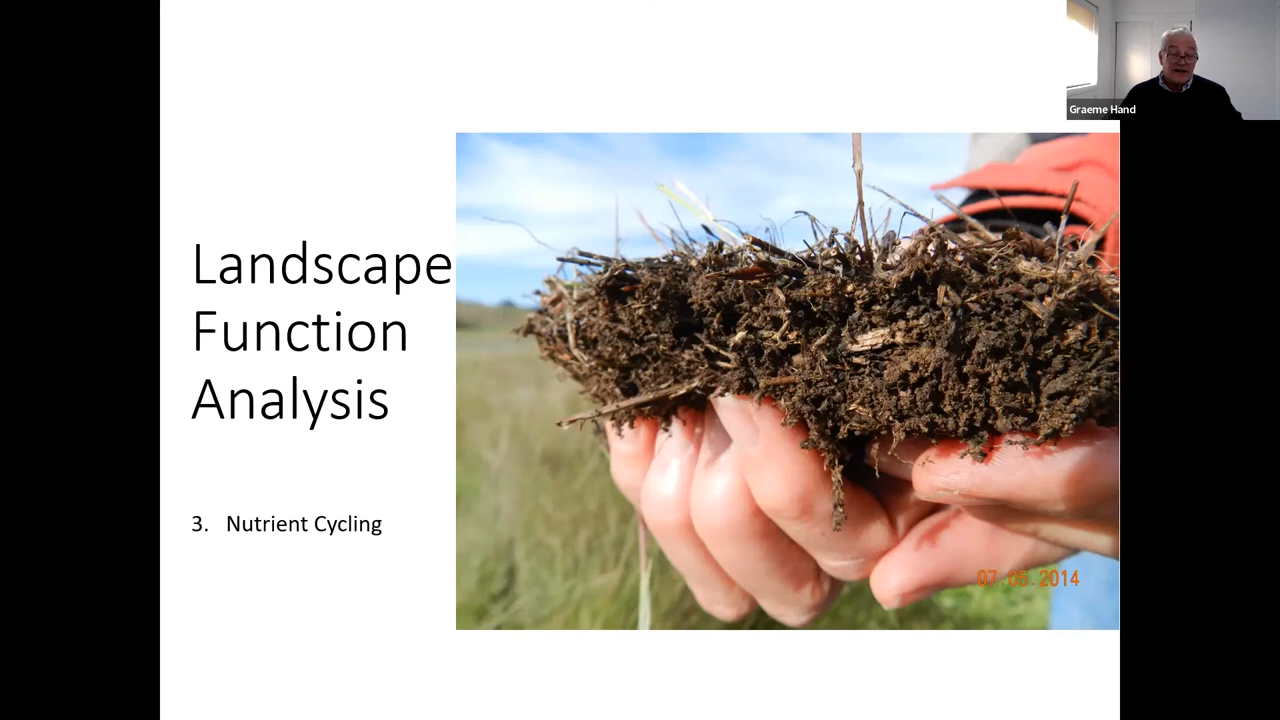 Graeme Hand
Landscape
Function
Analysis
3. Nutrient Cycling
07.05.2014